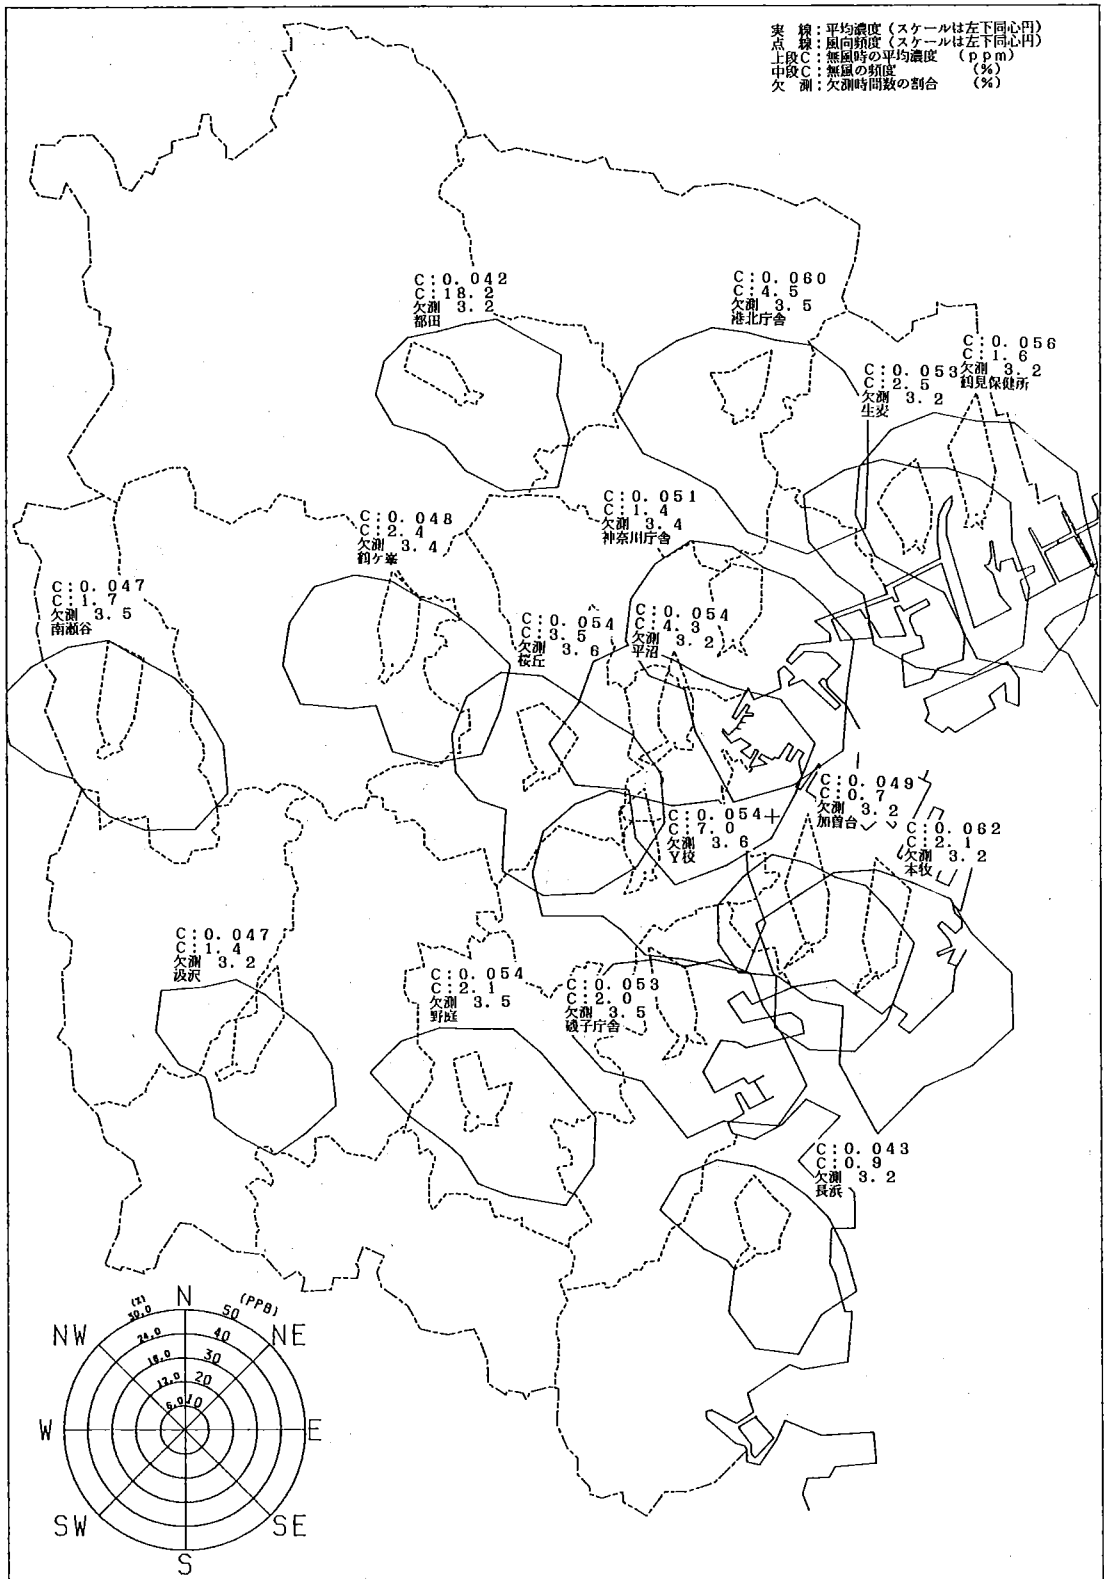 実　線：平均濃度（スケールは左下同心円）
点　線：風向頻度（スケールは左下同心円）
上段C：無風時の平均濃度　（ｐｐｍ）
中段C：無風の頻度　（％）
欠　測：欠測時間数の割合　（％）
C：0.042
C：18.2
欠測 3.2
都田
C：0.060
C：4.5
欠測 3.5
港北庁舎
C：0.056
C：1.6
欠測 3.2
鶴見保健所
C：0.053
C：2.5
欠測 3.2
生麦
C：0.051
C：1.4
欠測 3.4
神奈川庁舎
C：0.048
C：2.4
欠測 3.4
鶴ケ峯
C：0.047
C：1.7
欠測 3.5
南瀬谷
C：0.054
C：3.5
欠測 3.6
桜丘
C：0.054
C：4.3
欠測 3.2
平沼
C：0.049
C：0.7
欠測 3.2
加曽台
C：0.054
C：7.0
欠測 3.6
Y校
C：0.062
C：2.1
欠測 3.2
本牧
C：0.047
C：1.4
欠測 3.2
汲沢
C：0.054
C：2.1
欠測 3.5
野庭
C：0.053
C：2.0
欠測 3.5
磯子庁舎
C：0.043
C：0.9
欠測 3.2
長浜
N
NE
E
SE
S
SW
W
NW
(%)
30.0
24.0
18.0
12.0
6.0
(PPB)
50
40
30
20
10